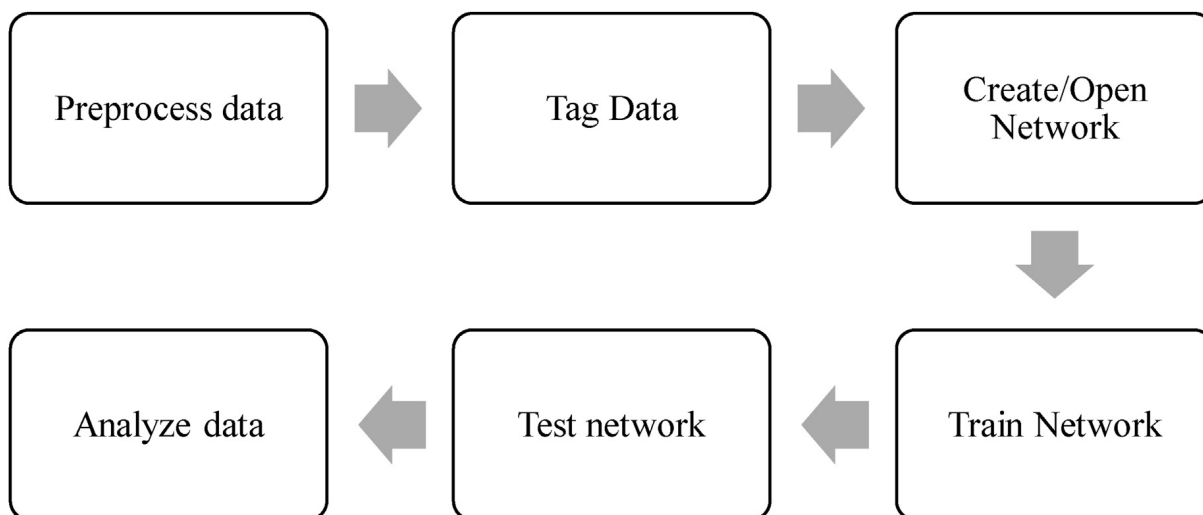 Preprocess data
Tag Data
Create/Open
Network
Train Network
Test network
Analyze data